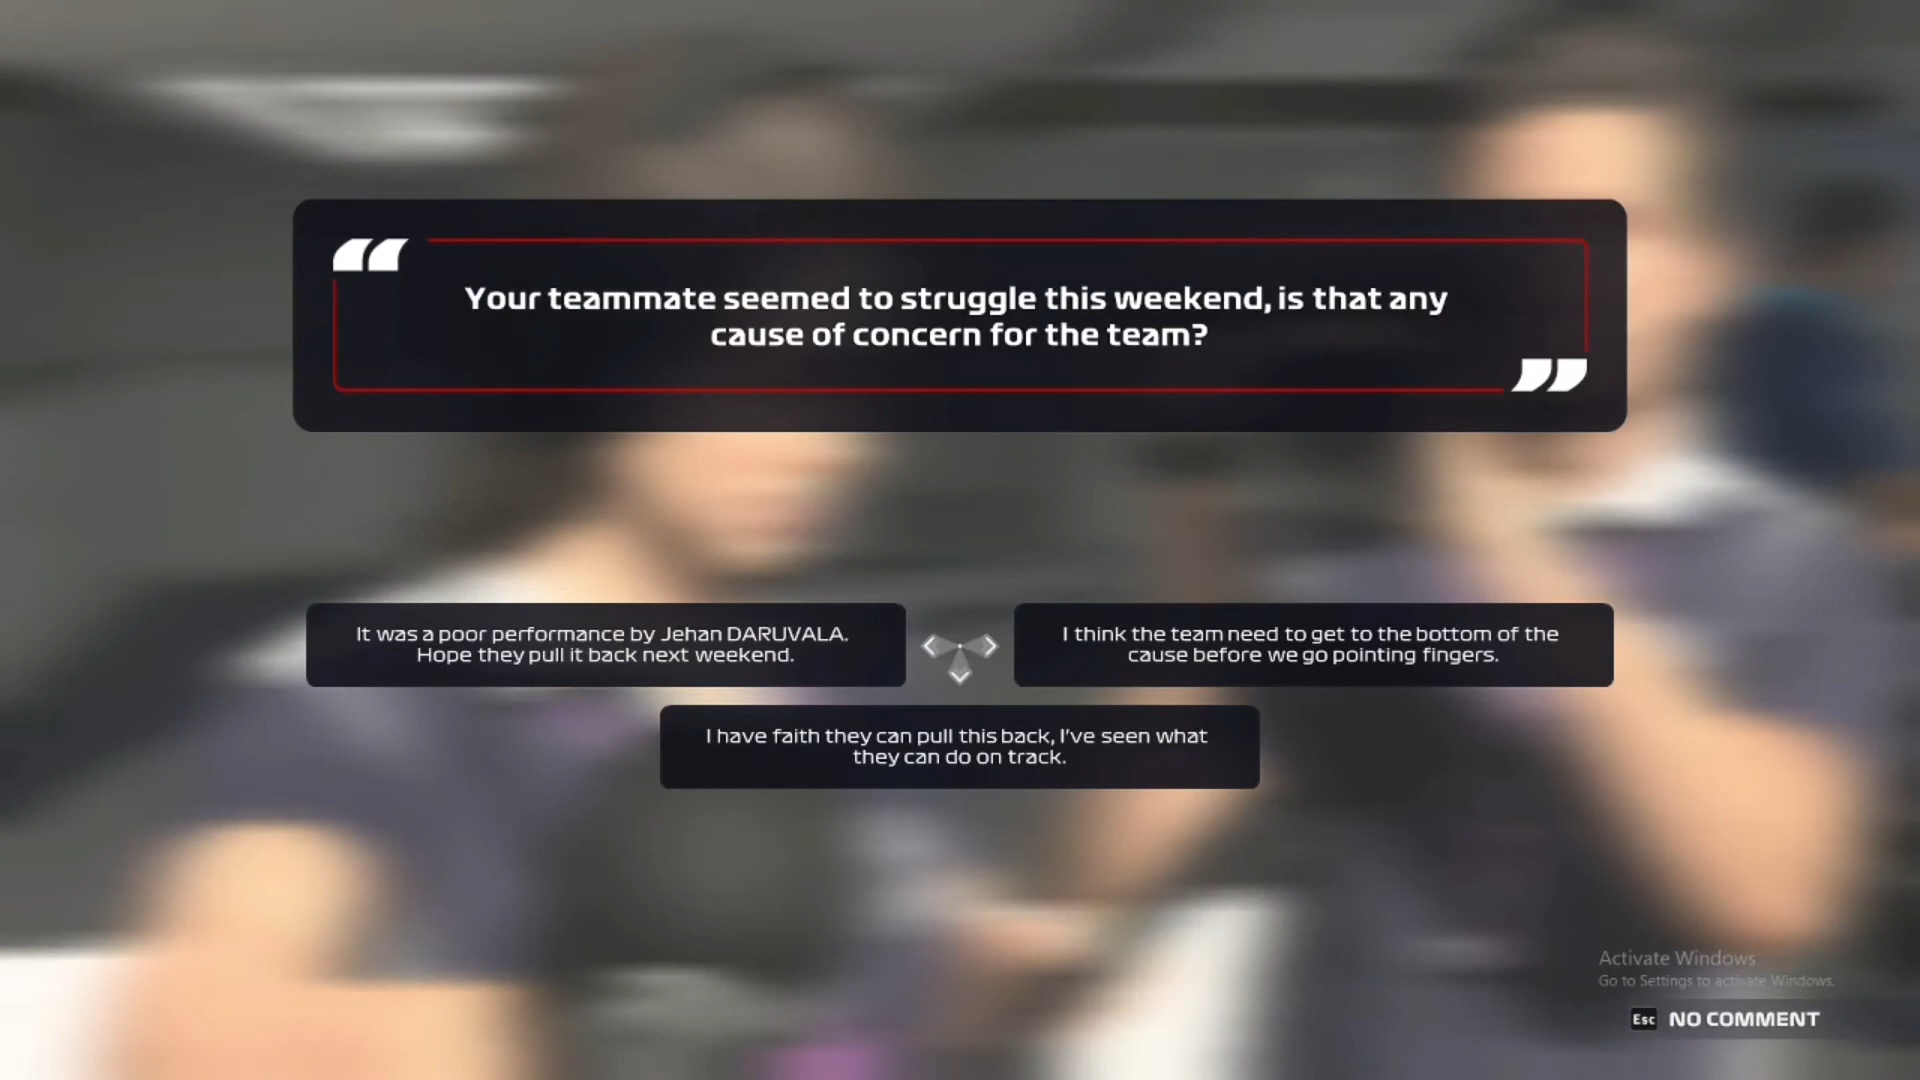 Your teammate seemed to struggle this weekend, is that any
cause of concern for the team?
It was a poor performance by Jehan DARUVALA.
Hope they pull it back next weekend.
I think the team need to get to the bottom of the
cause before we go pointing fingers.
I have faith they can pull this back, I've seen what
they can do on track.
Activate Windows
Go to Settings to activate Windows.
Esc NO COMMENT